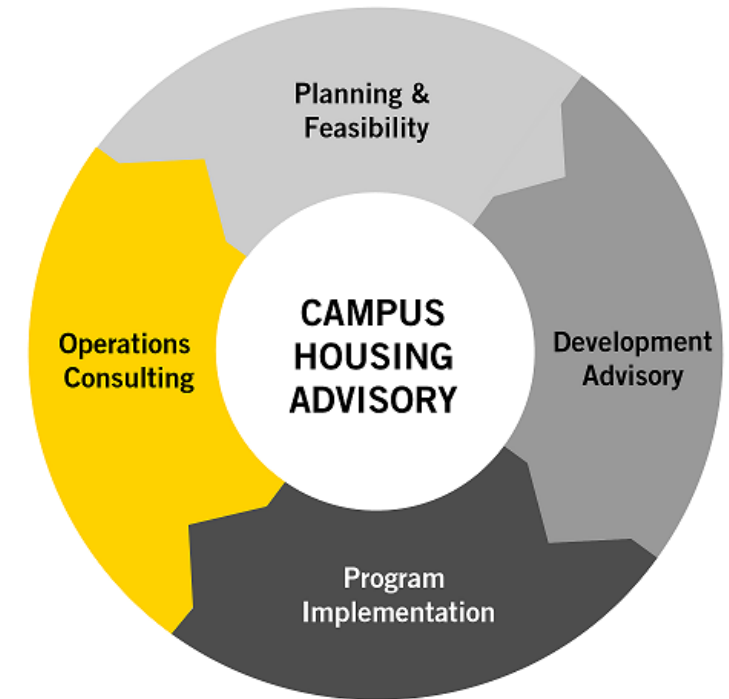 Planning &
Feasibility
Development
Advisory
Program
Implementation
Operations
Consulting
CAMPUS
HOUSING
ADVISORY